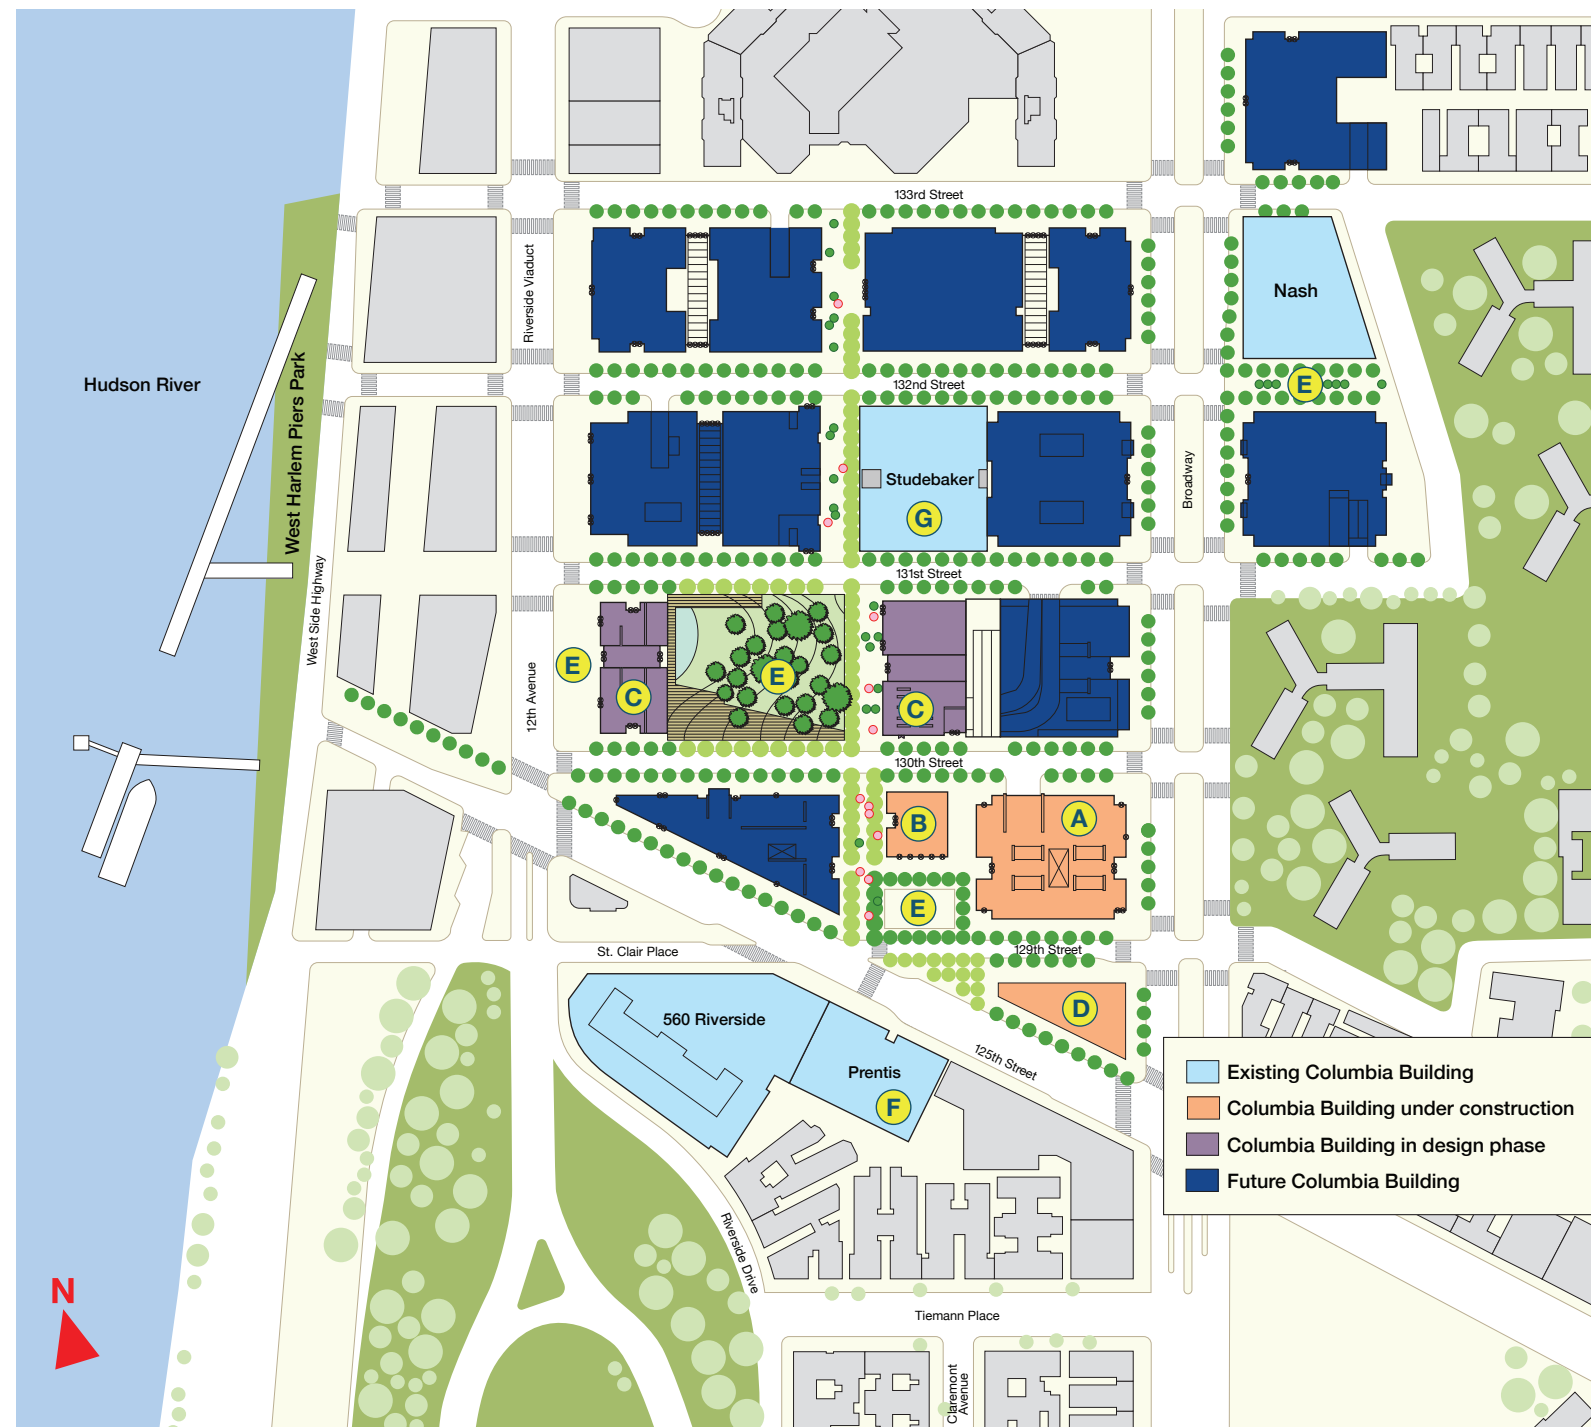 133rd Street
Riverside Viaduct
Nash
Hudson River
West Harlem Piers Park
132nd Street
E
Studebaker
G
Broadway
131st Street
West Side Highway
12th Avenue
E
C
E
C
130th Street
B
A
E
129th Street
St. Clair Place
560 Riverside
D
125th Street
Prentis
F
Existing Columbia Building
Columbia Building under construction
Columbia Building in design phase
Future Columbia Building
Riverside Drive
N
Tiemann Place
Claremont
Avenue